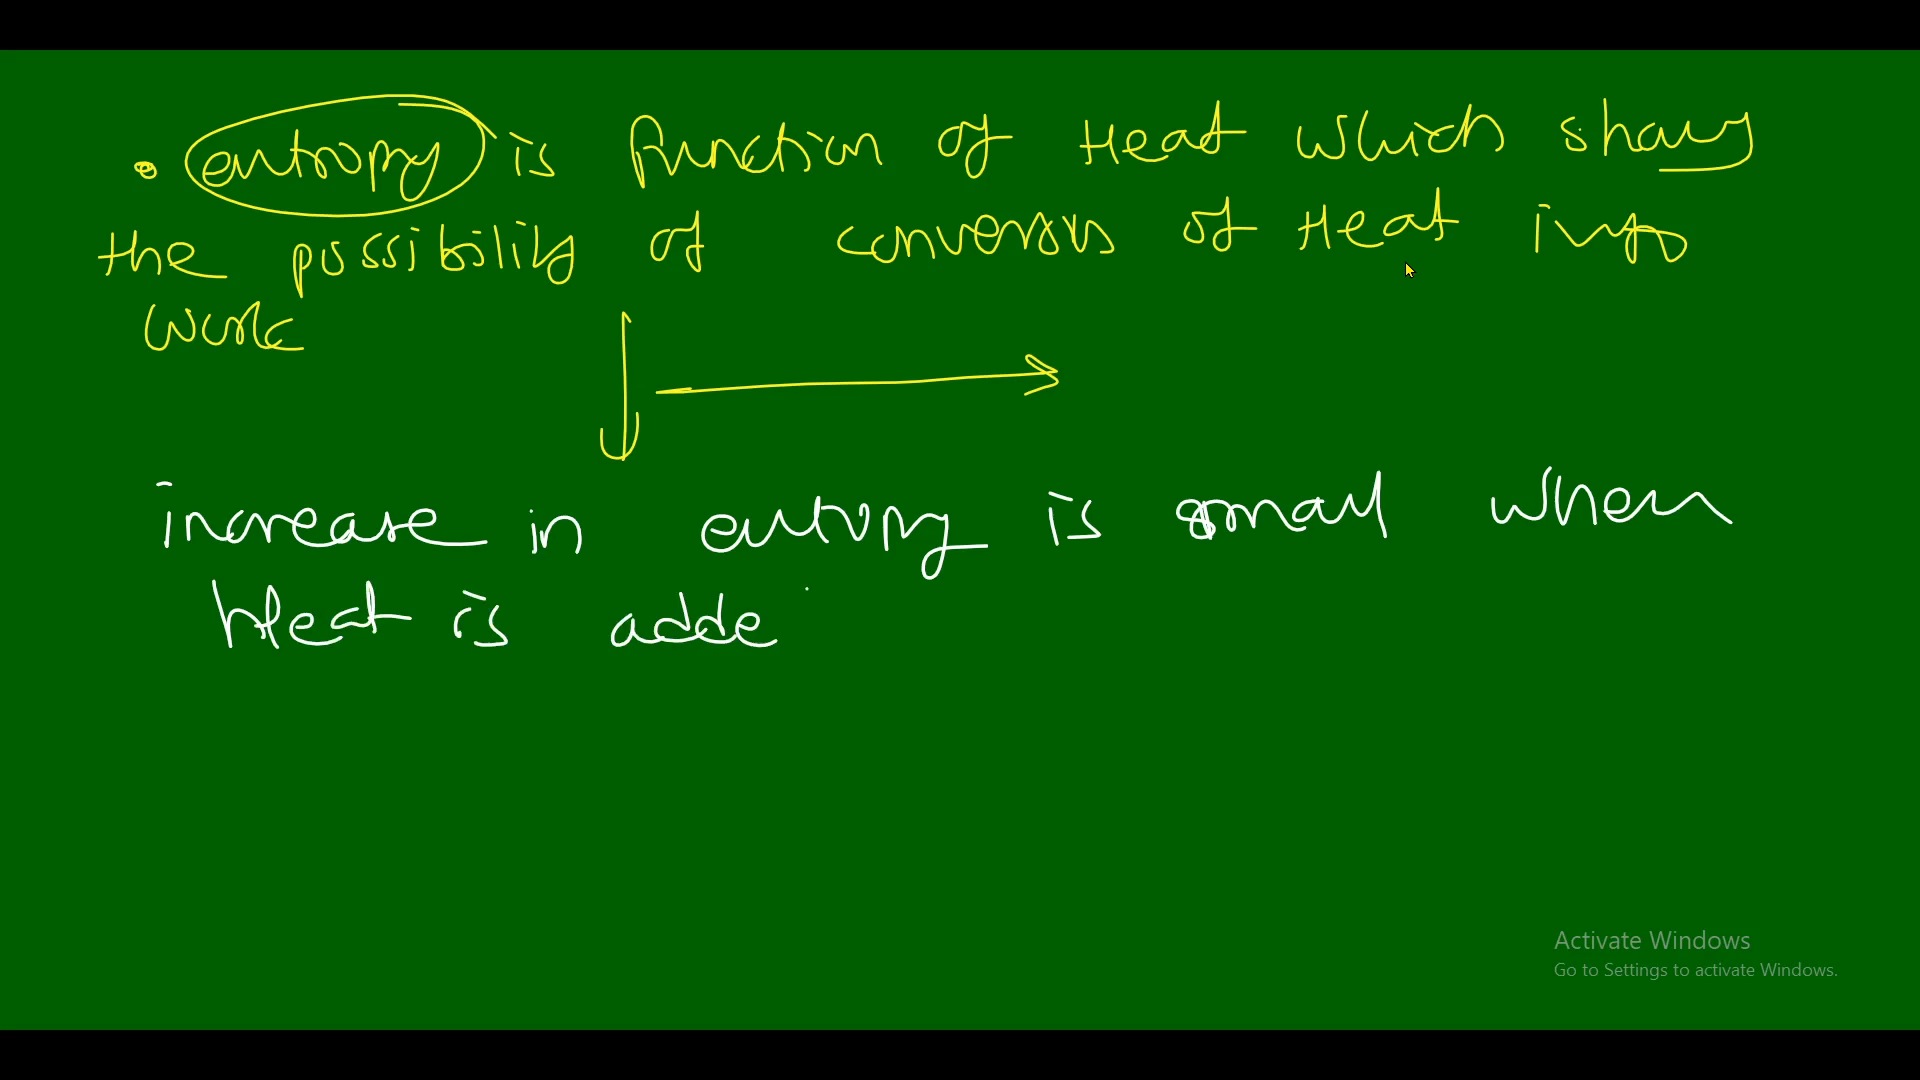 • entropy is function of Heat which shows
the possibility of conversion of Heat into
work
increase in entropy is small when
Heat is adde
Activate Windows
Go to Settings to activate Windows.